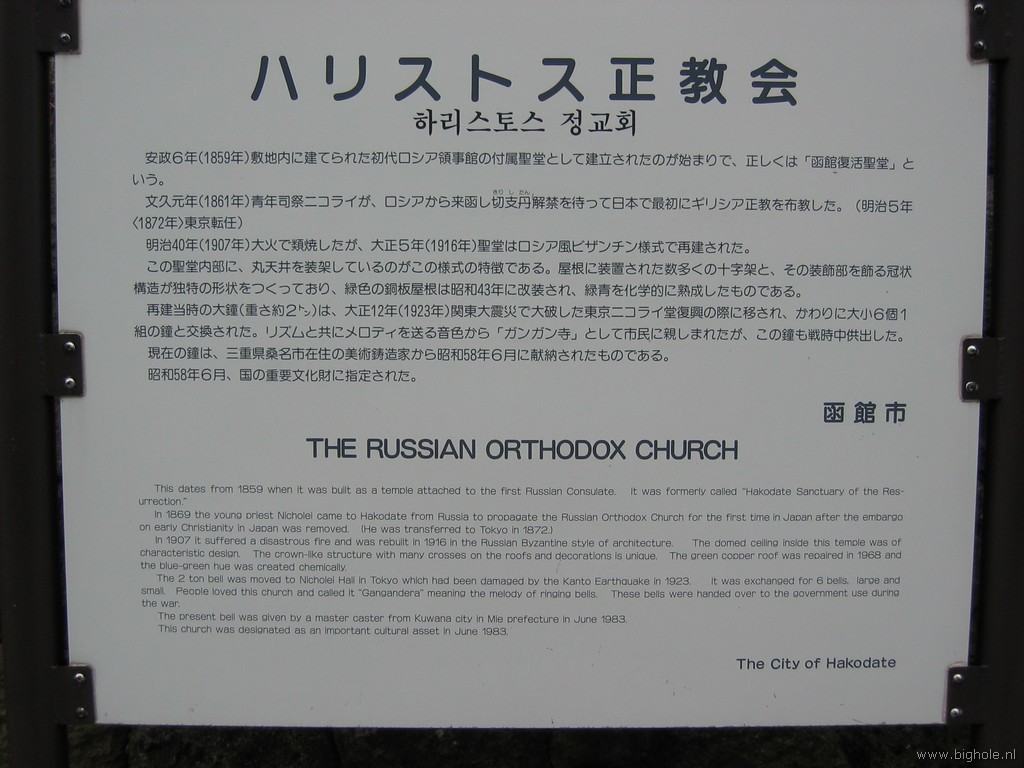 ハリストス正教会
하리스토스 정교회
安政6年(1859年)敷地内に建てられた初代ロシア領事館の付属聖堂として建立されたのが始まりで、正しくは「函館復活聖堂」と
いう。
文久元年(1861年)青年司祭ニコライが、ロシアから来函し切支丹解禁を待って日本で最初にギリシア正教を布教した。(明治5年
〈1872年〉東京転任)
明治40年(1907年)大火で類焼したが、大正5年(1916年)聖堂はロシア風ビザンチン様式で再建された。
この聖堂内部に、丸天井を装架しているのがこの様式の特徴である。屋根に装置された数多くの十字架と、その装飾部を飾る冠状
構造が独特の形状をつくっており、緑色の銅板屋根は昭和43年に改装され、緑青を化学的に熟成したものである。
再建当時の大鐘(重さ約2㌧)は、大正12年(1923年)関東大震災で大破した東京ニコライ堂復興の際に移され、かわりに大小6個1
組の鐘と交換された。リズムと共にメロディを送る音色から「ガンガン寺」として市民に親しまれたが、この鐘も戦時中供出した。
現在の鐘は、三重県桑名市在住の美術鋳造家から昭和58年6月に献納されたものである。
昭和58年6月、国の重要文化財に指定された。
函館市
THE RUSSIAN ORTHODOX CHURCH
This dates from 1859 when it was built as a temple attached to the first Russian Consulate. It was formerly called "Hakodate Sanctuary of the Res-
urrection."
In 1869 the young priest Nicholei came to Hakodate from Russia to propagate the Russian Orthodox Church for the first time in Japan after the embargo
on early Christianity in Japan was removed. (He was transferred to Tokyo in 1872.)
In 1907 it suffered a disastrous fire and was rebuilt in 1916 in the Russian Byzantine style of architecture. The domed ceiling inside this temple was of
characteristic design. The crown-like structure with many crosses on the roofs and decorations is unique. The green copper roof was repaired in 1968 and
the blue-green hue was created chemically.
The 2 ton bell was moved to Nicholei Hall in Tokyo which had been damaged by the Kanto Earthquake in 1923. It was exchanged for 6 bells, large and
small. People loved this church and called it "Gangandera" meaning the melody of ringing bells. These bells were handed over to the government use during
the war.
The present bell was given by a master caster from Kuwana city in Mie prefecture in June 1983.
This church was designated as an important cultural asset in June 1983.
The City of Hakodate
www.bighole.nl